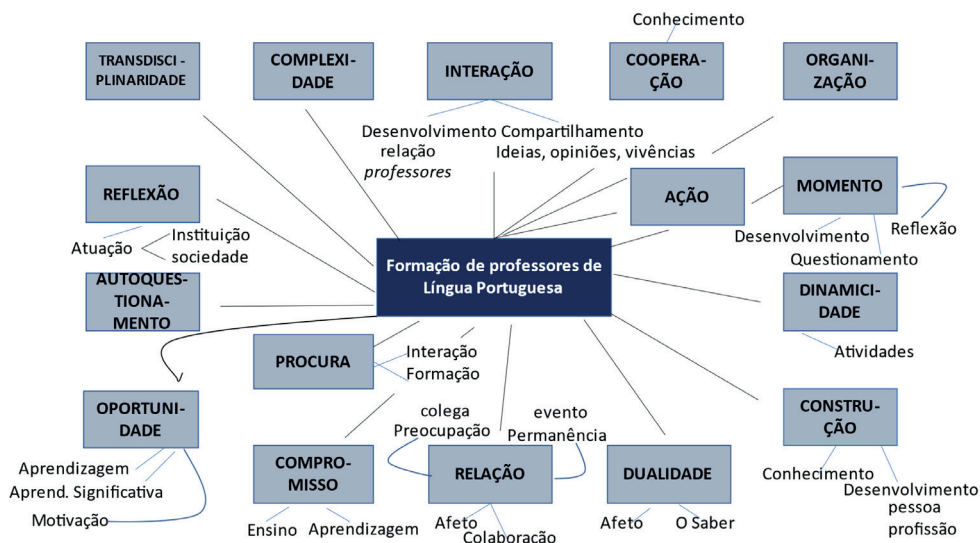 Conhecimento
TRANSDISCI-
PLINARIDADE
COMPLEXI-
DADE
INTERAÇÃO
COOPERA-
ÇÃO
ORGANI-
ZAÇÃO
Desenvolvimento
relação
professores
Compartilhamento
Ideias, opiniões, vivências
REFLEXÃO
Atuação
Instituição
sociedade
AÇÃO
MOMENTO
Desenvolvimento
Reflexão
Questionamento
Formação de professores de
Língua Portuguesa
AUTOQUES-
TIONA-
MENTO
DINAMICI-
DADE
Atividades
PROCURA
Interação
Formação
OPORTUNI-
DADE
Aprendizagem
Aprend. Significativa
Motivação
COMPRO-
MISSO
Ensino
Aprendizagem
colega
Preocupação
evento
Permanência
RELAÇÃO
Afeto
Colaboração
DUALIDADE
Afeto
O Saber
CONSTRU-
ÇÃO
Conhecimento
Desenvolvimento
pessoa
profissão